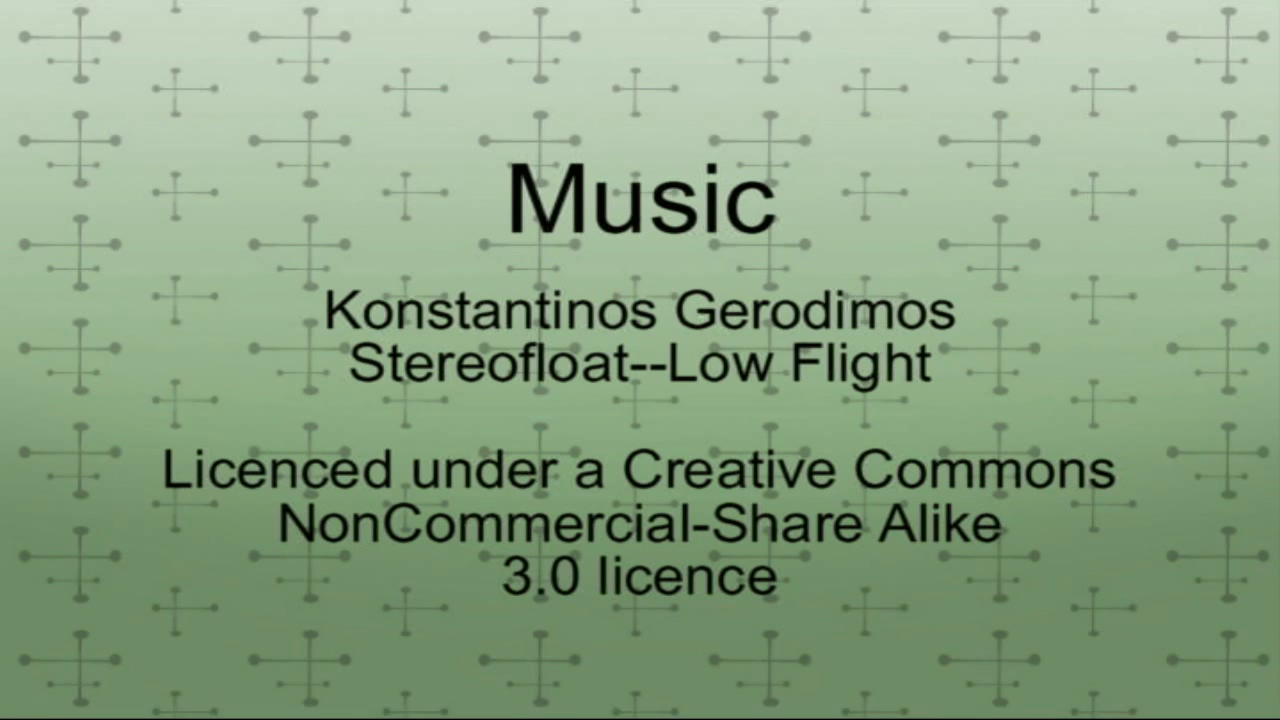 Music
Konstantinos Gerodimos
Stereofloat--Low Flight
Licenced under a Creative Commons
NonCommercial-Share Alike
3.0 licence